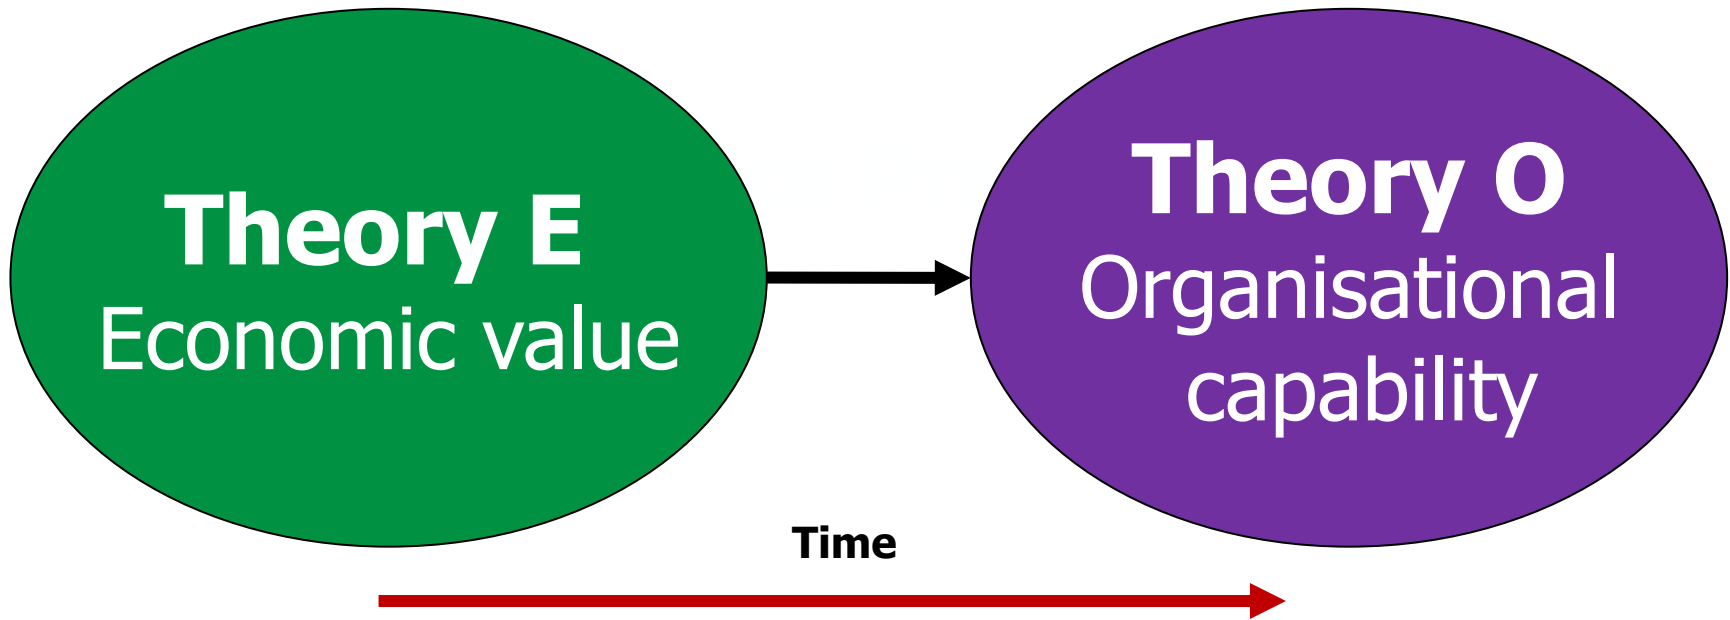 Theory E
Economic value
Theory O
Organisational
capability
Time